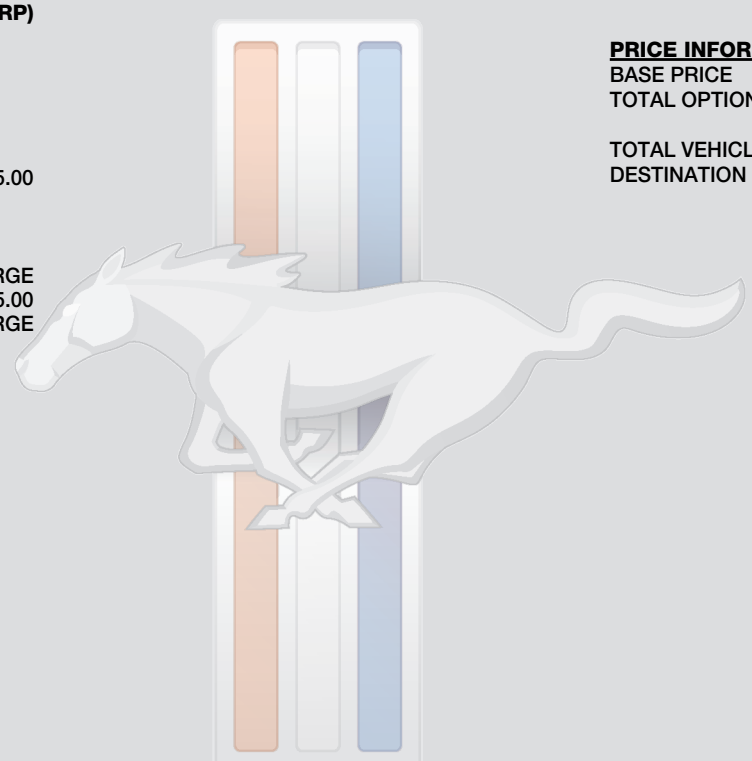 RP)
5.00
RGE
5.00
RGE
PRICE INFOR
BASE PRICE
TOTAL OPTION
TOTAL VEHICL
DESTINATION